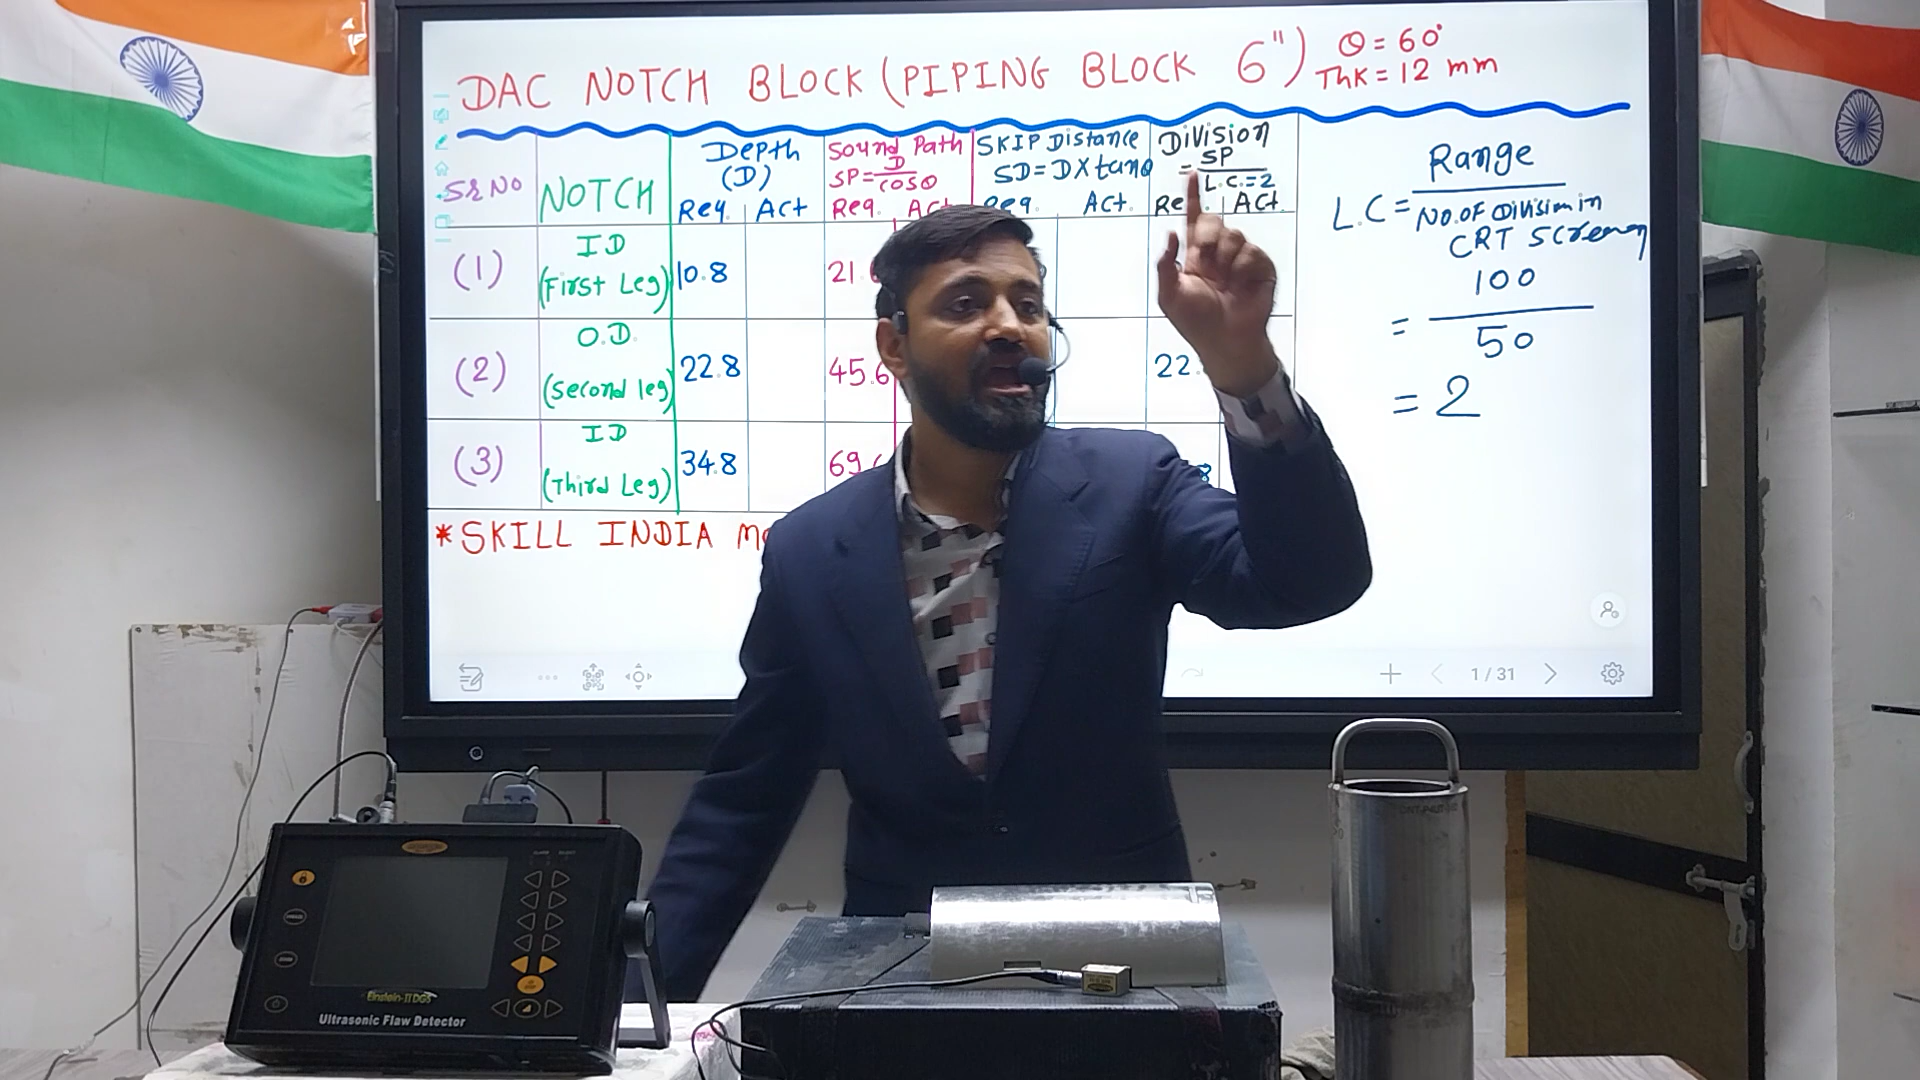 DAC NOTCH BLOCK (PIPING BLOCK 6") Θ = 60°
Thk = 12 mm
Sr No NOTCH Depth (D) Sound Path SP = D/cosθ SKIP Distance SD = D X tanθ Division = SP/L.C. = 2
Req. Act Req. Act. Req. Act.
(1) ID (First Leg) 10.8
(2) O.D. (Second leg) 22.8 45.6 22.
(3) ID (Third Leg) 34.8
*SKILL INDIA
L.C = Range
No. OF Division in
CRT Screen
= 100
50
= 2
1 / 31
Einstein-II DGS
Ultrasonic Flaw Detector